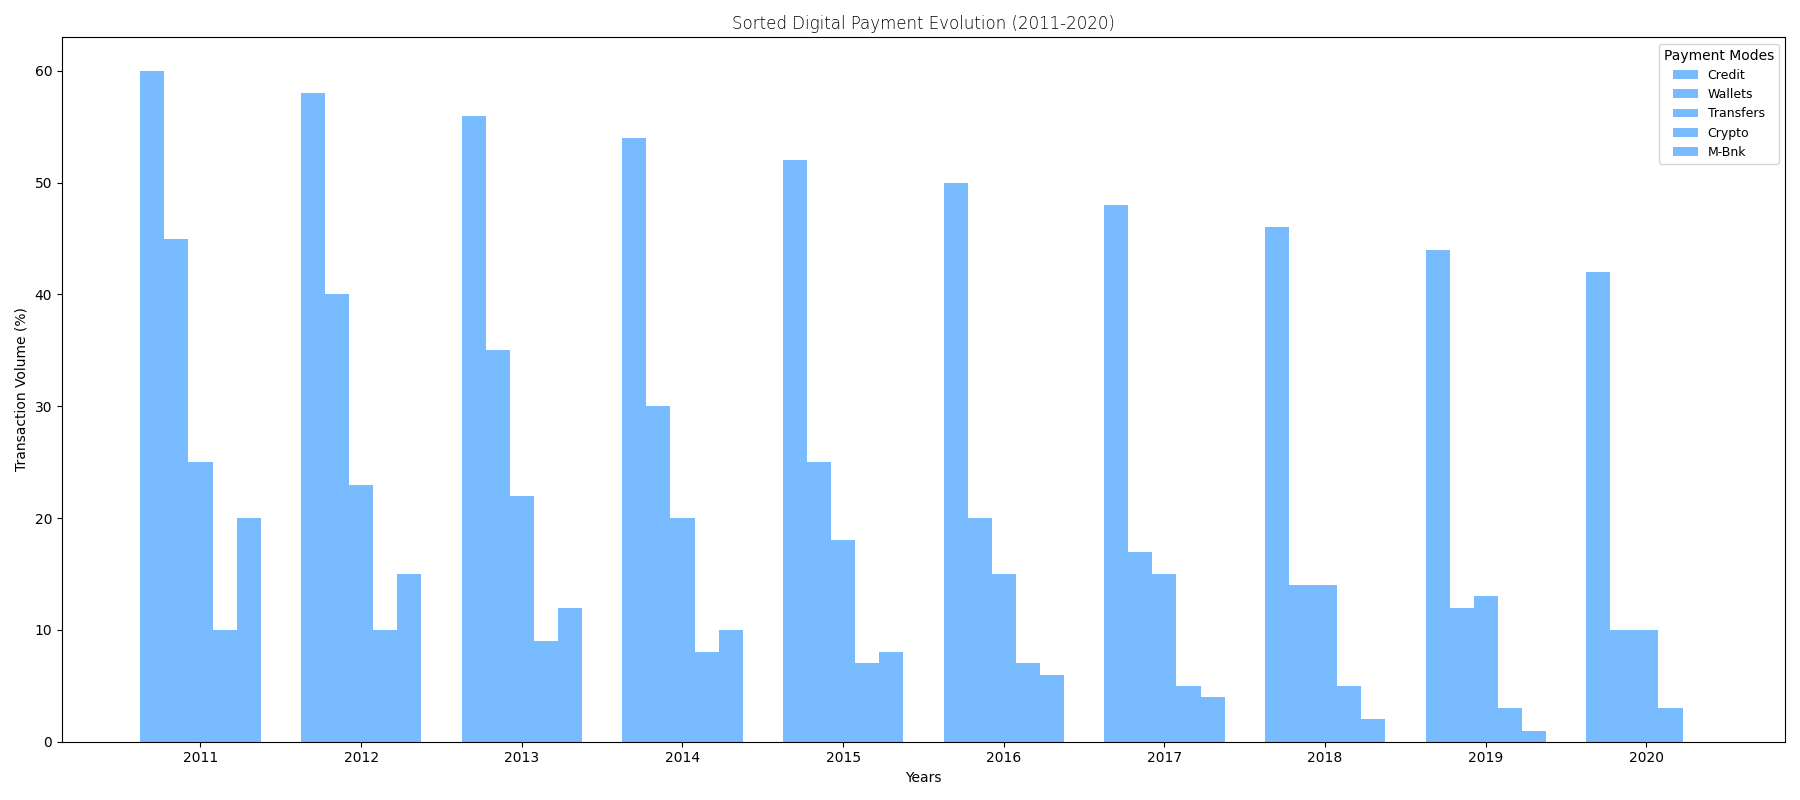 Sorted Digital Payment Evolution (2011-2020)
Payment Modes
Credit
Wallets
Transfers
Crypto
M-Bnk
Transaction Volume (%)
60
50
40
30
20
10
0
2011 2012 2013 2014 2015 2016 2017 2018 2019 2020
Years